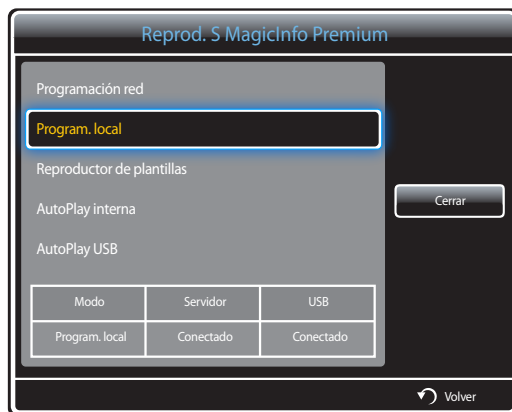 Reprod. S MagicInfo Premium
Programación red
Program. local
Reproductor de plantillas
AutoPlay interna
AutoPlay USB
Cerrar
Modo Servidor USB
Program. local Conectado Conectado
Volver